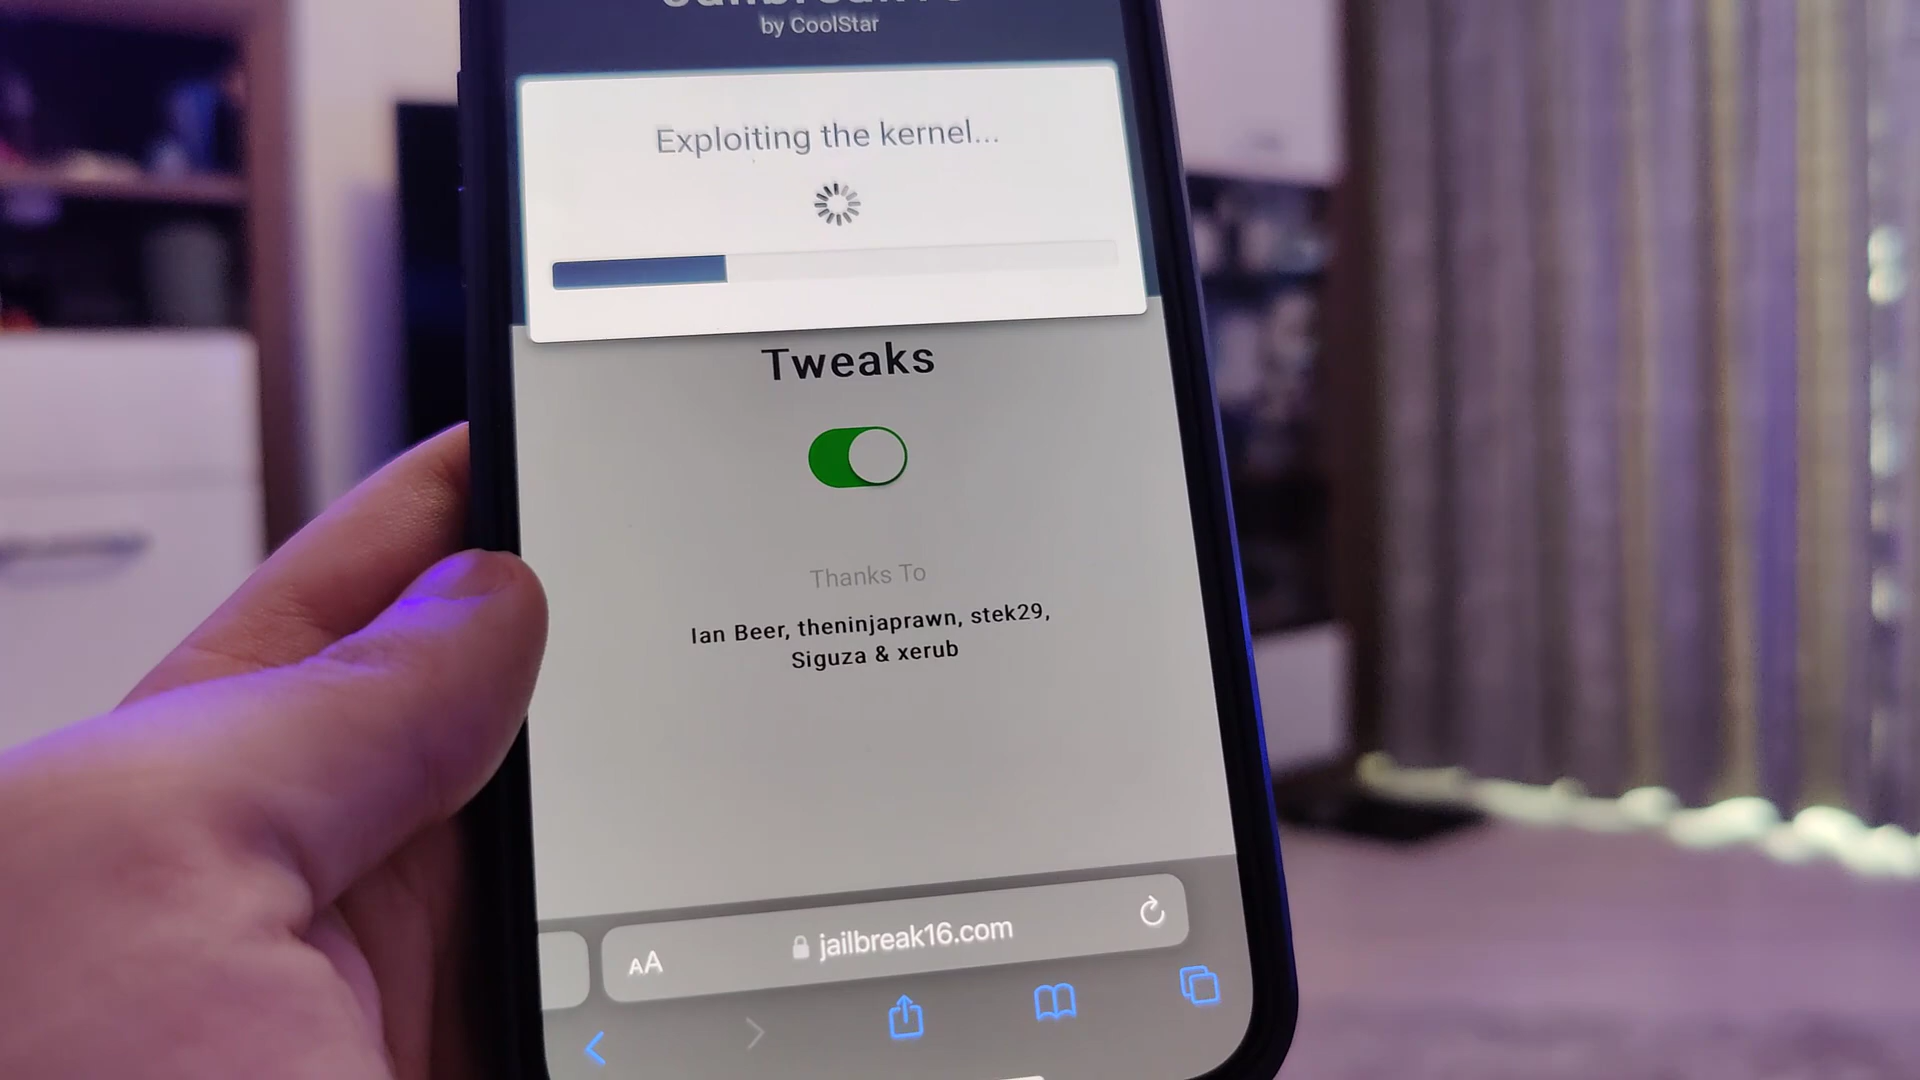 by CoolStar
Exploiting the kernel...
Tweaks
Thanks To
Ian Beer, theninjaprawn, stek29,
Siguza & xerub
AA jailbreak16.com